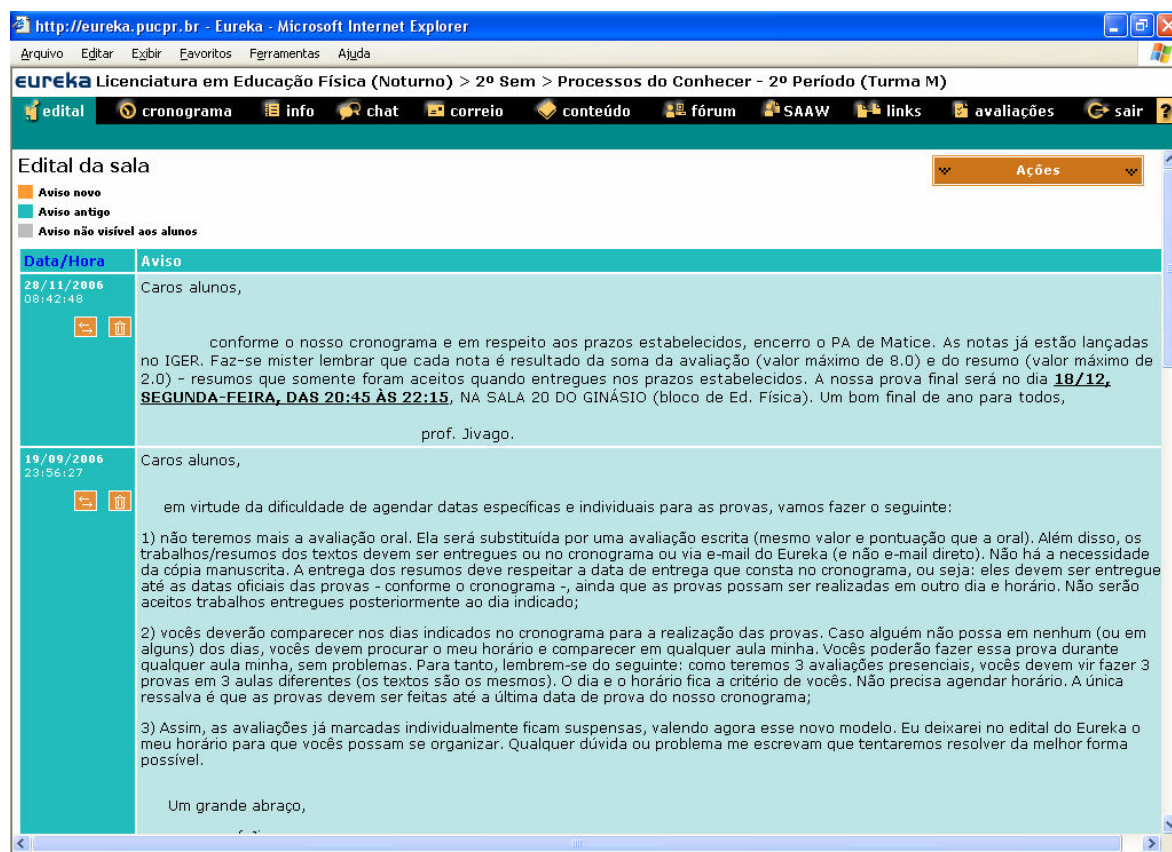 http://eureka.pucpr.br - Eureka - Microsoft Internet Explorer
Arquivo Editar Exibir Favoritos Ferramentas Ajuda
eureka Licenciatura em Educação Física (Noturno) > 2º Sem > Processos do Conhecer - 2º Período (Turma M)
edital cronograma info chat correio conteúdo fórum SAAW links avaliações sair ?
Edital da sala
Ações
Aviso novo
Aviso antigo
Aviso não visível aos alunos
Data/Hora Aviso
28/11/2006
08:42:48
Caros alunos,
conforme o nosso cronograma e em respeito aos prazos estabelecidos, encerro o PA de Matice. As notas já estão lançadas
no IGER. Faz-se mister lembrar que cada nota é resultado da soma da avaliação (valor máximo de 8.0) e do resumo (valor máximo de
2.0) - resumos que somente foram aceitos quando entregues nos prazos estabelecidos. A nossa prova final será no dia 18/12,
SEGUNDA-FEIRA, DAS 20:45 ÀS 22:15, NA SALA 20 DO GINÁSIO (bloco de Ed. Física). Um bom final de ano para todos,
prof. Jivago.
19/09/2006
23:56:27
Caros alunos,
em virtude da dificuldade de agendar datas específicas e individuais para as provas, vamos fazer o seguinte:
1) não teremos mais a avaliação oral. Ela será substituída por uma avaliação escrita (mesmo valor e pontuação que a oral). Além disso, os
trabalhos/resumos dos textos devem ser entregues ou no cronograma ou via e-mail do Eureka (e não e-mail direto). Não há a necessidade
da cópia manuscrita. A entrega dos resumos deve respeitar a data de entrega que consta no cronograma, ou seja: eles devem ser entregue
até as datas oficiais das provas - conforme o cronograma -, ainda que as provas possam ser realizadas em outro dia e horário. Não serão
aceitos trabalhos entregues posteriormente ao dia indicado;
2) vocês deverão comparecer nos dias indicados no cronograma para a realização das provas. Caso alguém não possa em nenhum (ou em
alguns) dos dias, vocês devem procurar o meu horário e comparecer em qualquer aula minha. Vocês poderão fazer essa prova durante
qualquer aula minha, sem problemas. Para tanto, lembrem-se do seguinte: como teremos 3 avaliações presenciais, vocês devem vir fazer 3
provas em 3 aulas diferentes (os textos são os mesmos). O dia e o horário fica a critério de vocês. Não precisa agendar horário. A única
ressalva é que as provas devem ser feitas até a última data de prova do nosso cronograma;
3) Assim, as avaliações já marcadas individualmente ficam suspensas, valendo agora esse novo modelo. Eu deixarei no edital do Eureka o
meu horário para que vocês possam se organizar. Qualquer dúvida ou problema me escrevam que tentaremos resolver da melhor forma
possível.
Um grande abraço,